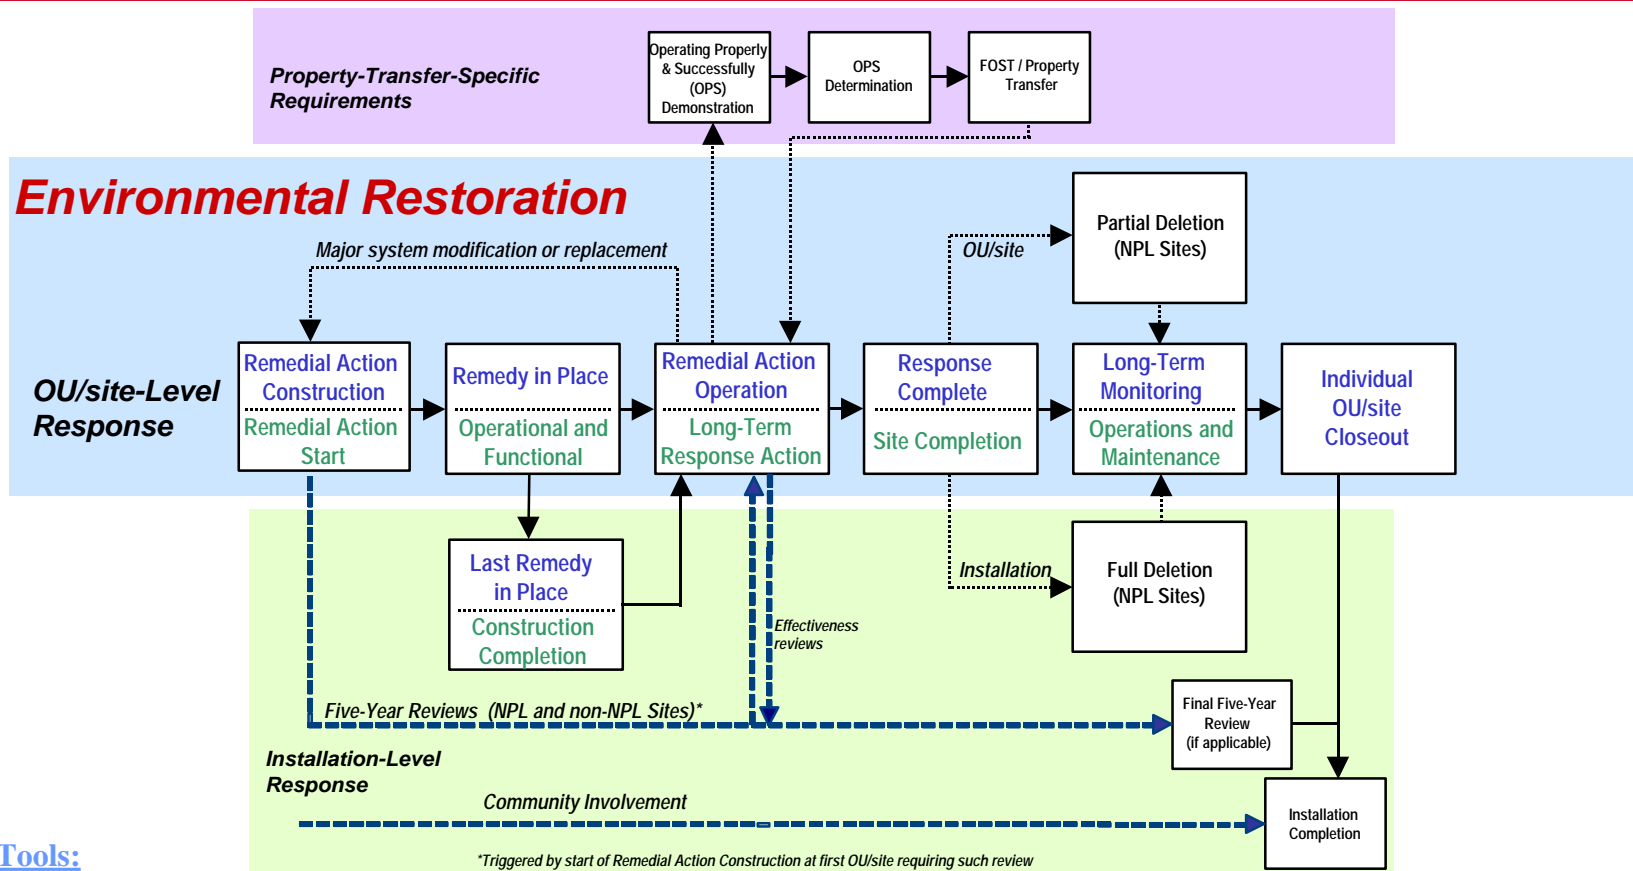 Property-Transfer-Specific
Requirements
Operating Properly
& Successfully
(OPS)
Demonstration
OPS
Determination
FOST / Property
Transfer
Environmental Restoration
Major system modification or replacement
OU/site
Partial Deletion
(NPL Sites)
OU/site-Level
Response
Remedial Action
Construction
Remedial Action
Start
Remedy in Place
Operational and
Functional
Remedial Action
Operation
Long-Term
Response Action
Response
Complete
Site Completion
Long-Term
Monitoring
Operations and
Maintenance
Individual
OU/site
Closeout
Last Remedy
in Place
Construction
Completion
Effectiveness
reviews
Installation
Full Deletion
(NPL Sites)
Five-Year Reviews (NPL and non-NPL Sites)*
Final Five-Year
Review
(if applicable)
Installation-Level
Response
Community Involvement
Installation
Completion
*Triggered by start of Remedial Action Construction at first OU/site requiring such review
Tools: